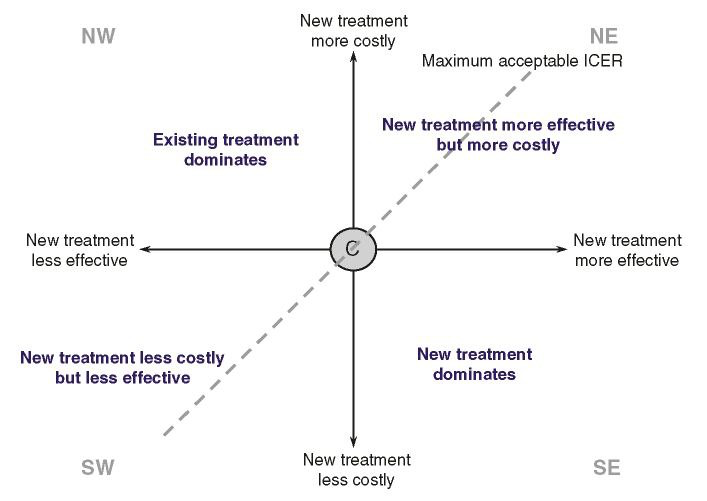 NW
New treatment
more costly
NE
Maximum acceptable ICER
Existing treatment
dominates
New treatment more effective
but more costly
New treatment
less effective
C
New treatment
more effective
New treatment less costly
but less effective
New treatment
dominates
SW
New treatment
less costly
SE